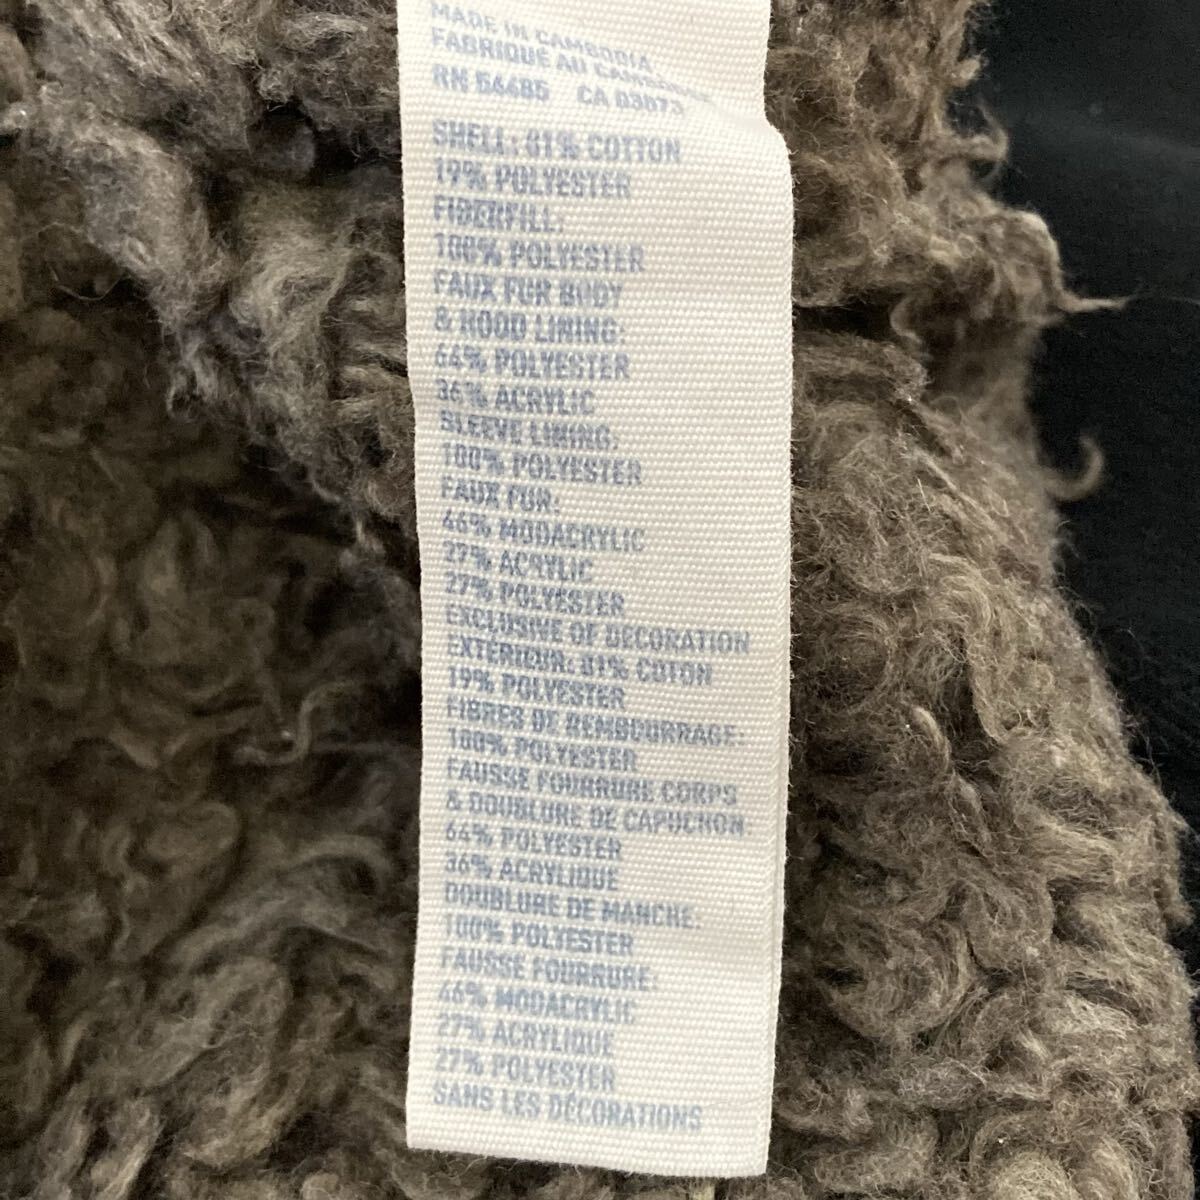 MADE IN CAMBODIA
FABRIQUÉ AU
RN 54485 CA 03073
SHELL: 81% COTTON
19% POLYESTER
FIBERFILL:
100% POLYESTER
FAUX FUR BODY
& HOOD LINING:
64% POLYESTER
36% ACRYLIC
SLEEVE LINING:
100% POLYESTER
FAUX FUR:
46% MODACRYLIC
27% ACRYLIC
27% POLYESTER
EXCLUSIVE OF DECORATION
EXTERIEUR: 81% COTON
19% POLYESTER
FIBRES DE REMBOURRAGE:
100% POLYESTER
FAUSSE FOURRURE CORPS
& DOUBLURE DE CAPUCHON
64% POLYESTER
36% ACRYLIQUE
DOUBLURE DE MANCHE:
100% POLYESTER
FAUSSE FOURRURE:
46% MODACRYLIC
27% ACRYLIQUE
27% POLYESTER
SANS LES DÉCORATIONS